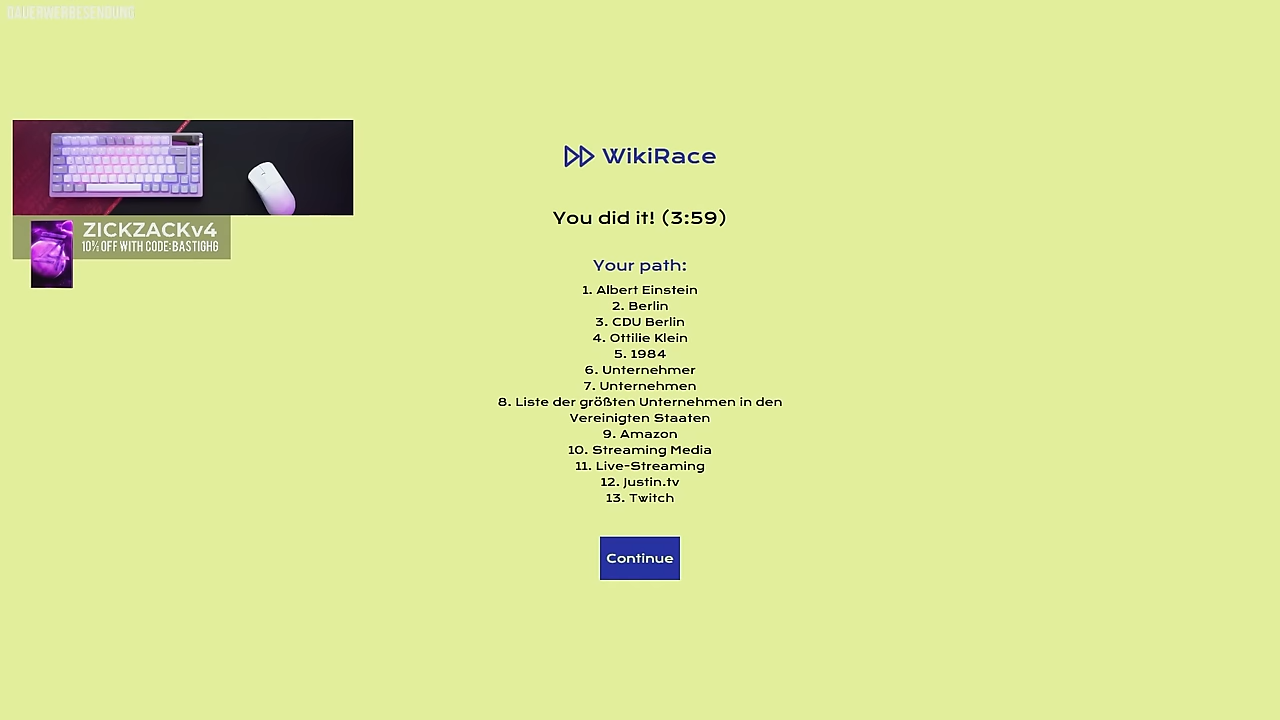 DAUERWERBESENDUNG
WikiRace
You did it! (3:59)
ZICKZACKv4
10% OFF WITH CODE:BASTIGHG
Your path:
1. Albert Einstein
2. Berlin
3. CDU Berlin
4. Ottilie Klein
5. 1984
6. Unternehmer
7. Unternehmen
8. Liste der größten Unternehmen in den
Vereinigten Staaten
9. Amazon
10. Streaming Media
11. Live-Streaming
12. Justin.tv
13. Twitch
Continue